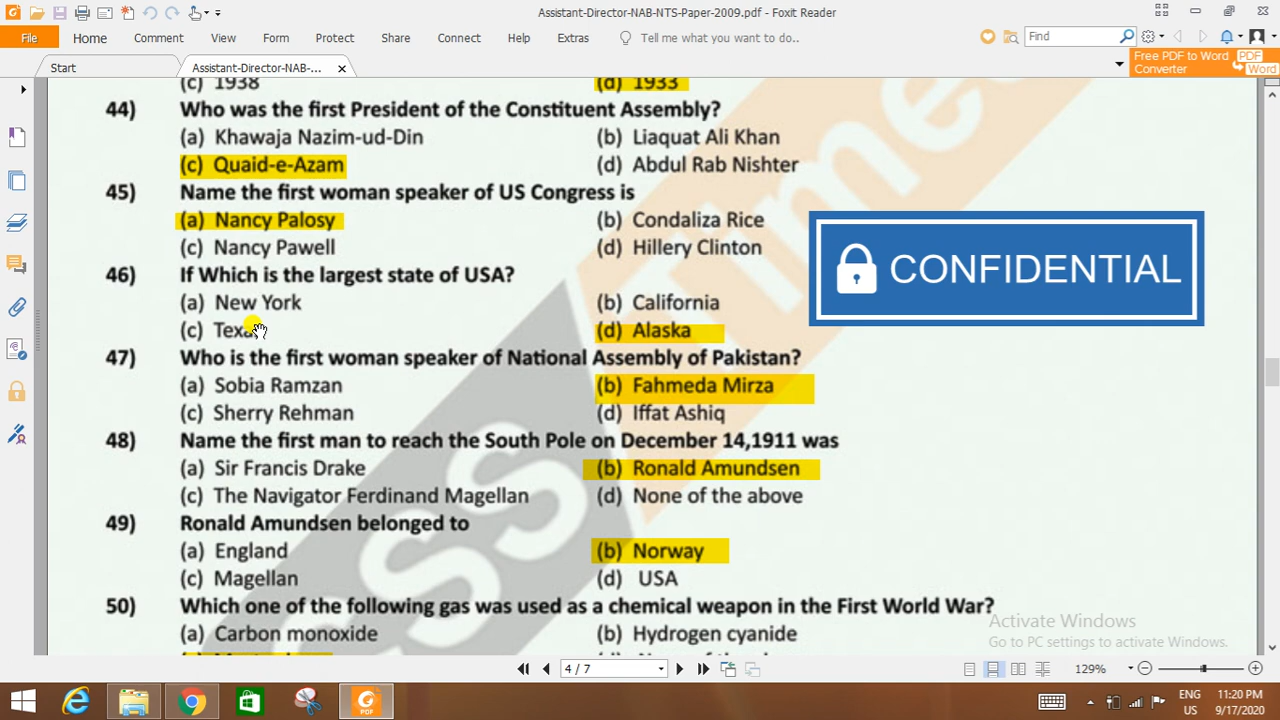 Assistant-Director-NAB-NTS-Paper-2009.pdf - Foxit Reader
File Home Comment View Form Protect Share Connect Help Extras Tell me what you want to do.. Find
Start Assistant-Director-NAB-... Free PDF to Word Converter PDF Word
(c) 1938 (d) 1933
44) Who was the first President of the Constituent Assembly?
(a) Khawaja Nazim-ud-Din (b) Liaquat Ali Khan
(c) Quaid-e-Azam (d) Abdul Rab Nishter
45) Name the first woman speaker of US Congress is
(a) Nancy Palosy (b) Condaliza Rice
(c) Nancy Pawell (d) Hillery Clinton
CONFIDENTIAL
46) If Which is the largest state of USA?
(a) New York (b) California
(c) Texas (d) Alaska
47) Who is the first woman speaker of National Assembly of Pakistan?
(a) Sobia Ramzan (b) Fahmeda Mirza
(c) Sherry Rehman (d) Iffat Ashiq
48) Name the first man to reach the South Pole on December 14,1911 was
(a) Sir Francis Drake (b) Ronald Amundsen
(c) The Navigator Ferdinand Magellan (d) None of the above
49) Ronald Amundsen belonged to
(a) England (b) Norway
(c) Magellan (d) USA
50) Which one of the following gas was used as a chemical weapon in the First World War?
(a) Carbon monoxide (b) Hydrogen cyanide
Activate Windows
Go to PC settings to activate Windows.
4 / 7 129%
ENG 11:20 PM
US 9/17/2020